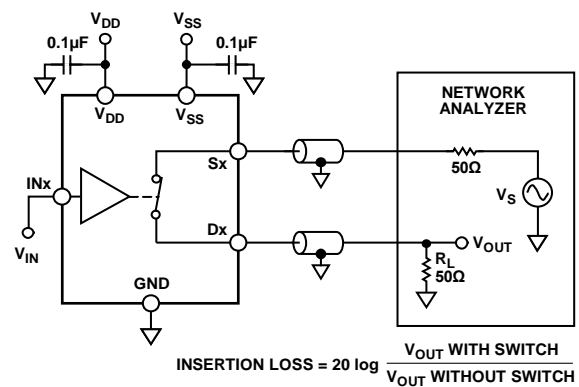 VDD VSS
0.1µF 0.1µF
VDD VSS
NETWORK
ANALYZER
Sx
50Ω
VS
INx
Dx
VOUT
VIN
RL
50Ω
GND
INSERTION LOSS = 20 log VOUT WITH SWITCH
VOUT WITHOUT SWITCH